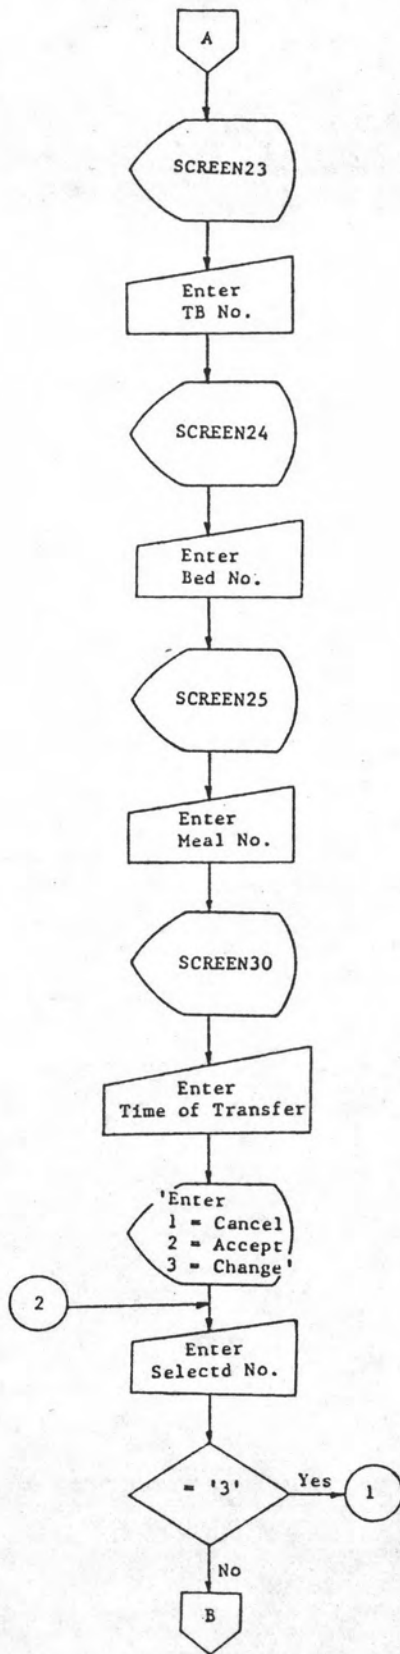 A
SCREEN23
Enter
TB No.
SCREEN24
Enter
Bed No.
SCREEN25
Enter
Meal No.
SCREEN30
Enter
Time of Transfer
'Enter
1 = Cancel
2 = Accept
3 = Change'
2
Enter
Selectd No.
= '3'
Yes
1
No
B